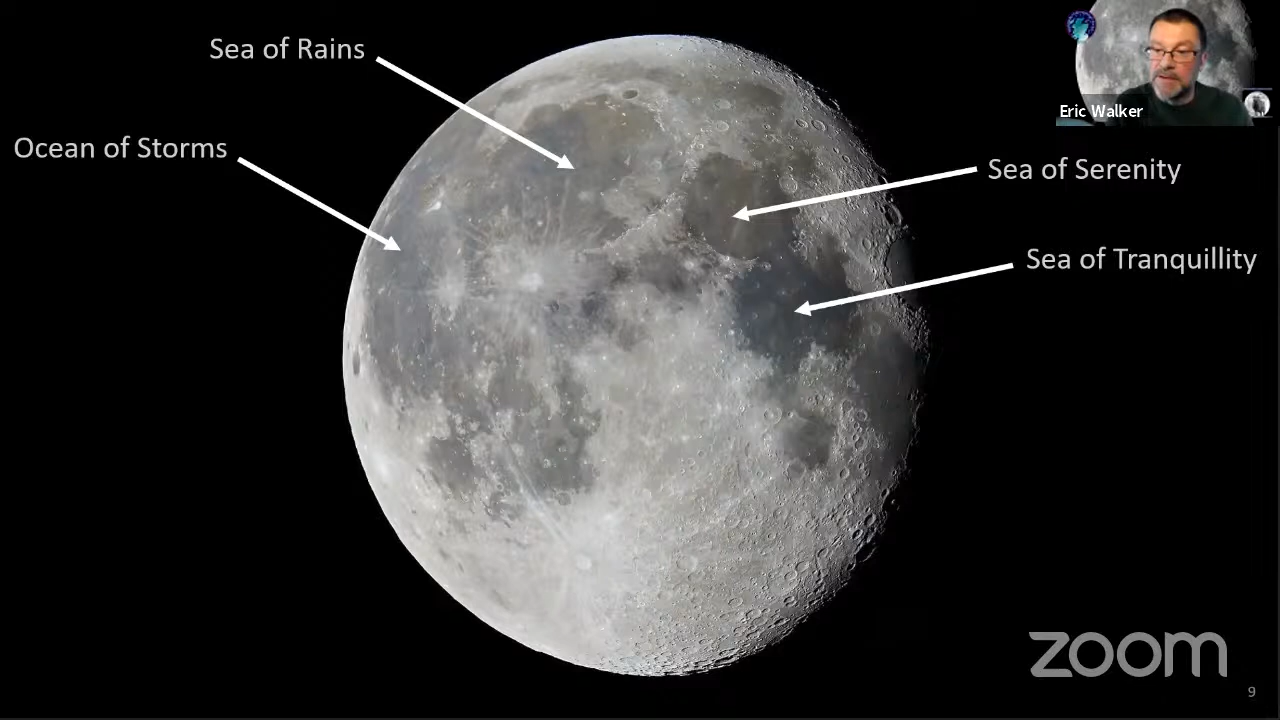 Sea of Rains
Eric Walker
Ocean of Storms
Sea of Serenity
Sea of Tranquillity
zoom
9